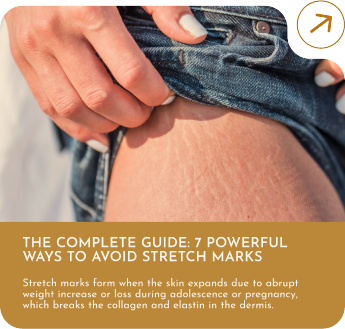 THE COMPLETE GUIDE: 7 POWERFUL
WAYS TO AVOID STRETCH MARKS
Stretch marks form when the skin expands due to abrupt
weight increase or loss during adolescence or pregnancy,
which breaks the collagen and elastin in the dermis.